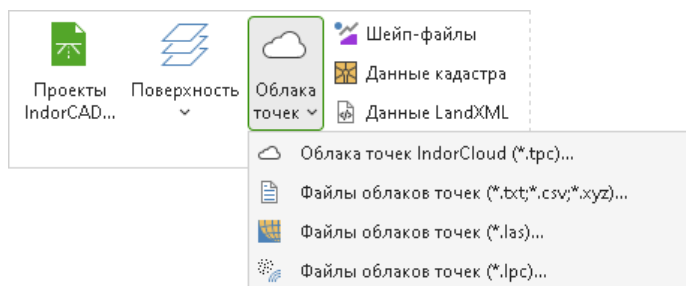 Проекты
IndorCAD...
Поверхность
Облака
точек
Шейп-файлы
Данные кадастра
Данные LandXML
Облака точек IndorCloud (*.tpc)...
Файлы облаков точек (*.txt;*.csv;*.xyz)...
Файлы облаков точек (*.las)...
Файлы облаков точек (*.lpc)...